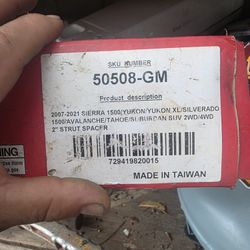 SKU NUMBER
50508-GM
Product description
2007-2021 SIERRA 1500/YUKON/YUKON XL/SILVERADO
1500/AVALANCHE/TAHOE/SUBURBAN SUV 2WD/4WD
2" STRUT SPACER
729419820015
MADE IN TAIWAN